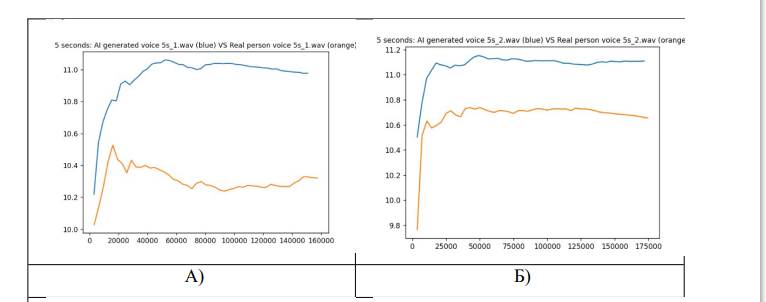 5 seconds: AI generated voice 5s_1.wav (blue) VS Real person voice 5s_1.wav (orange)
11.0
10.8
10.6
10.4
10.2
10.0
0 20000 40000 60000 80000 100000 120000 140000 160000
5 seconds: AI generated voice 5s_2.wav (blue) VS Real person voice 5s_2.wav (orange
11.2
11.0
10.8
10.6
10.4
10.2
10.0
9.8
0 25000 50000 75000 100000 125000 150000 175000
А) Б)